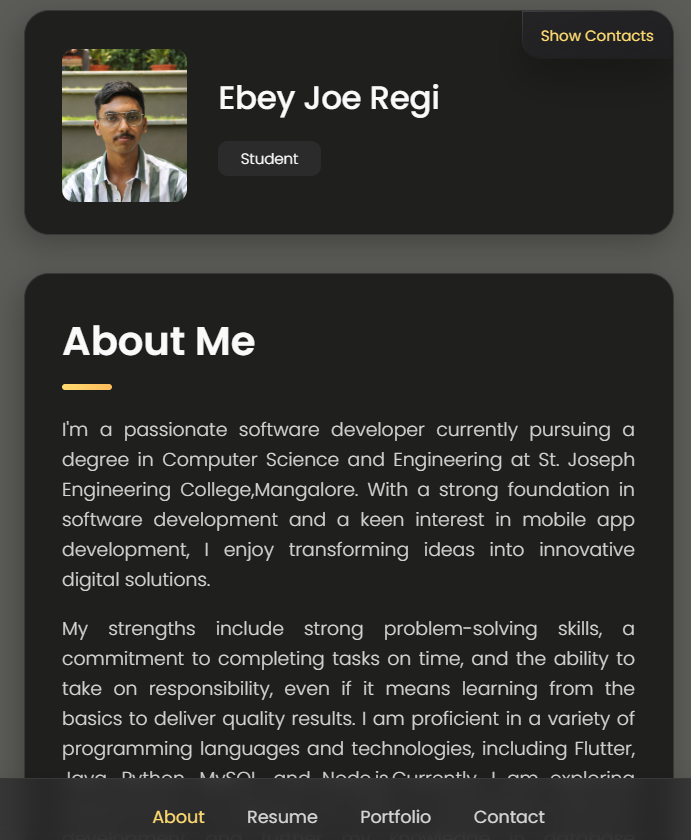 Show Contacts
Ebey Joe Regi
Student
About Me
I'm a passionate software developer currently pursuing a
degree in Computer Science and Engineering at St. Joseph
Engineering College,Mangalore. With a strong foundation in
software development and a keen interest in mobile app
development, I enjoy transforming ideas into innovative
digital solutions.
My strengths include strong problem-solving skills, a
commitment to completing tasks on time, and the ability to
take on responsibility, even if it means learning from the
basics to deliver quality results. I am proficient in a variety of
programming languages and technologies, including Flutter,
Java, Python, MySQL, and Node.js.Currently, I am exploring
About Resume Portfolio Contact